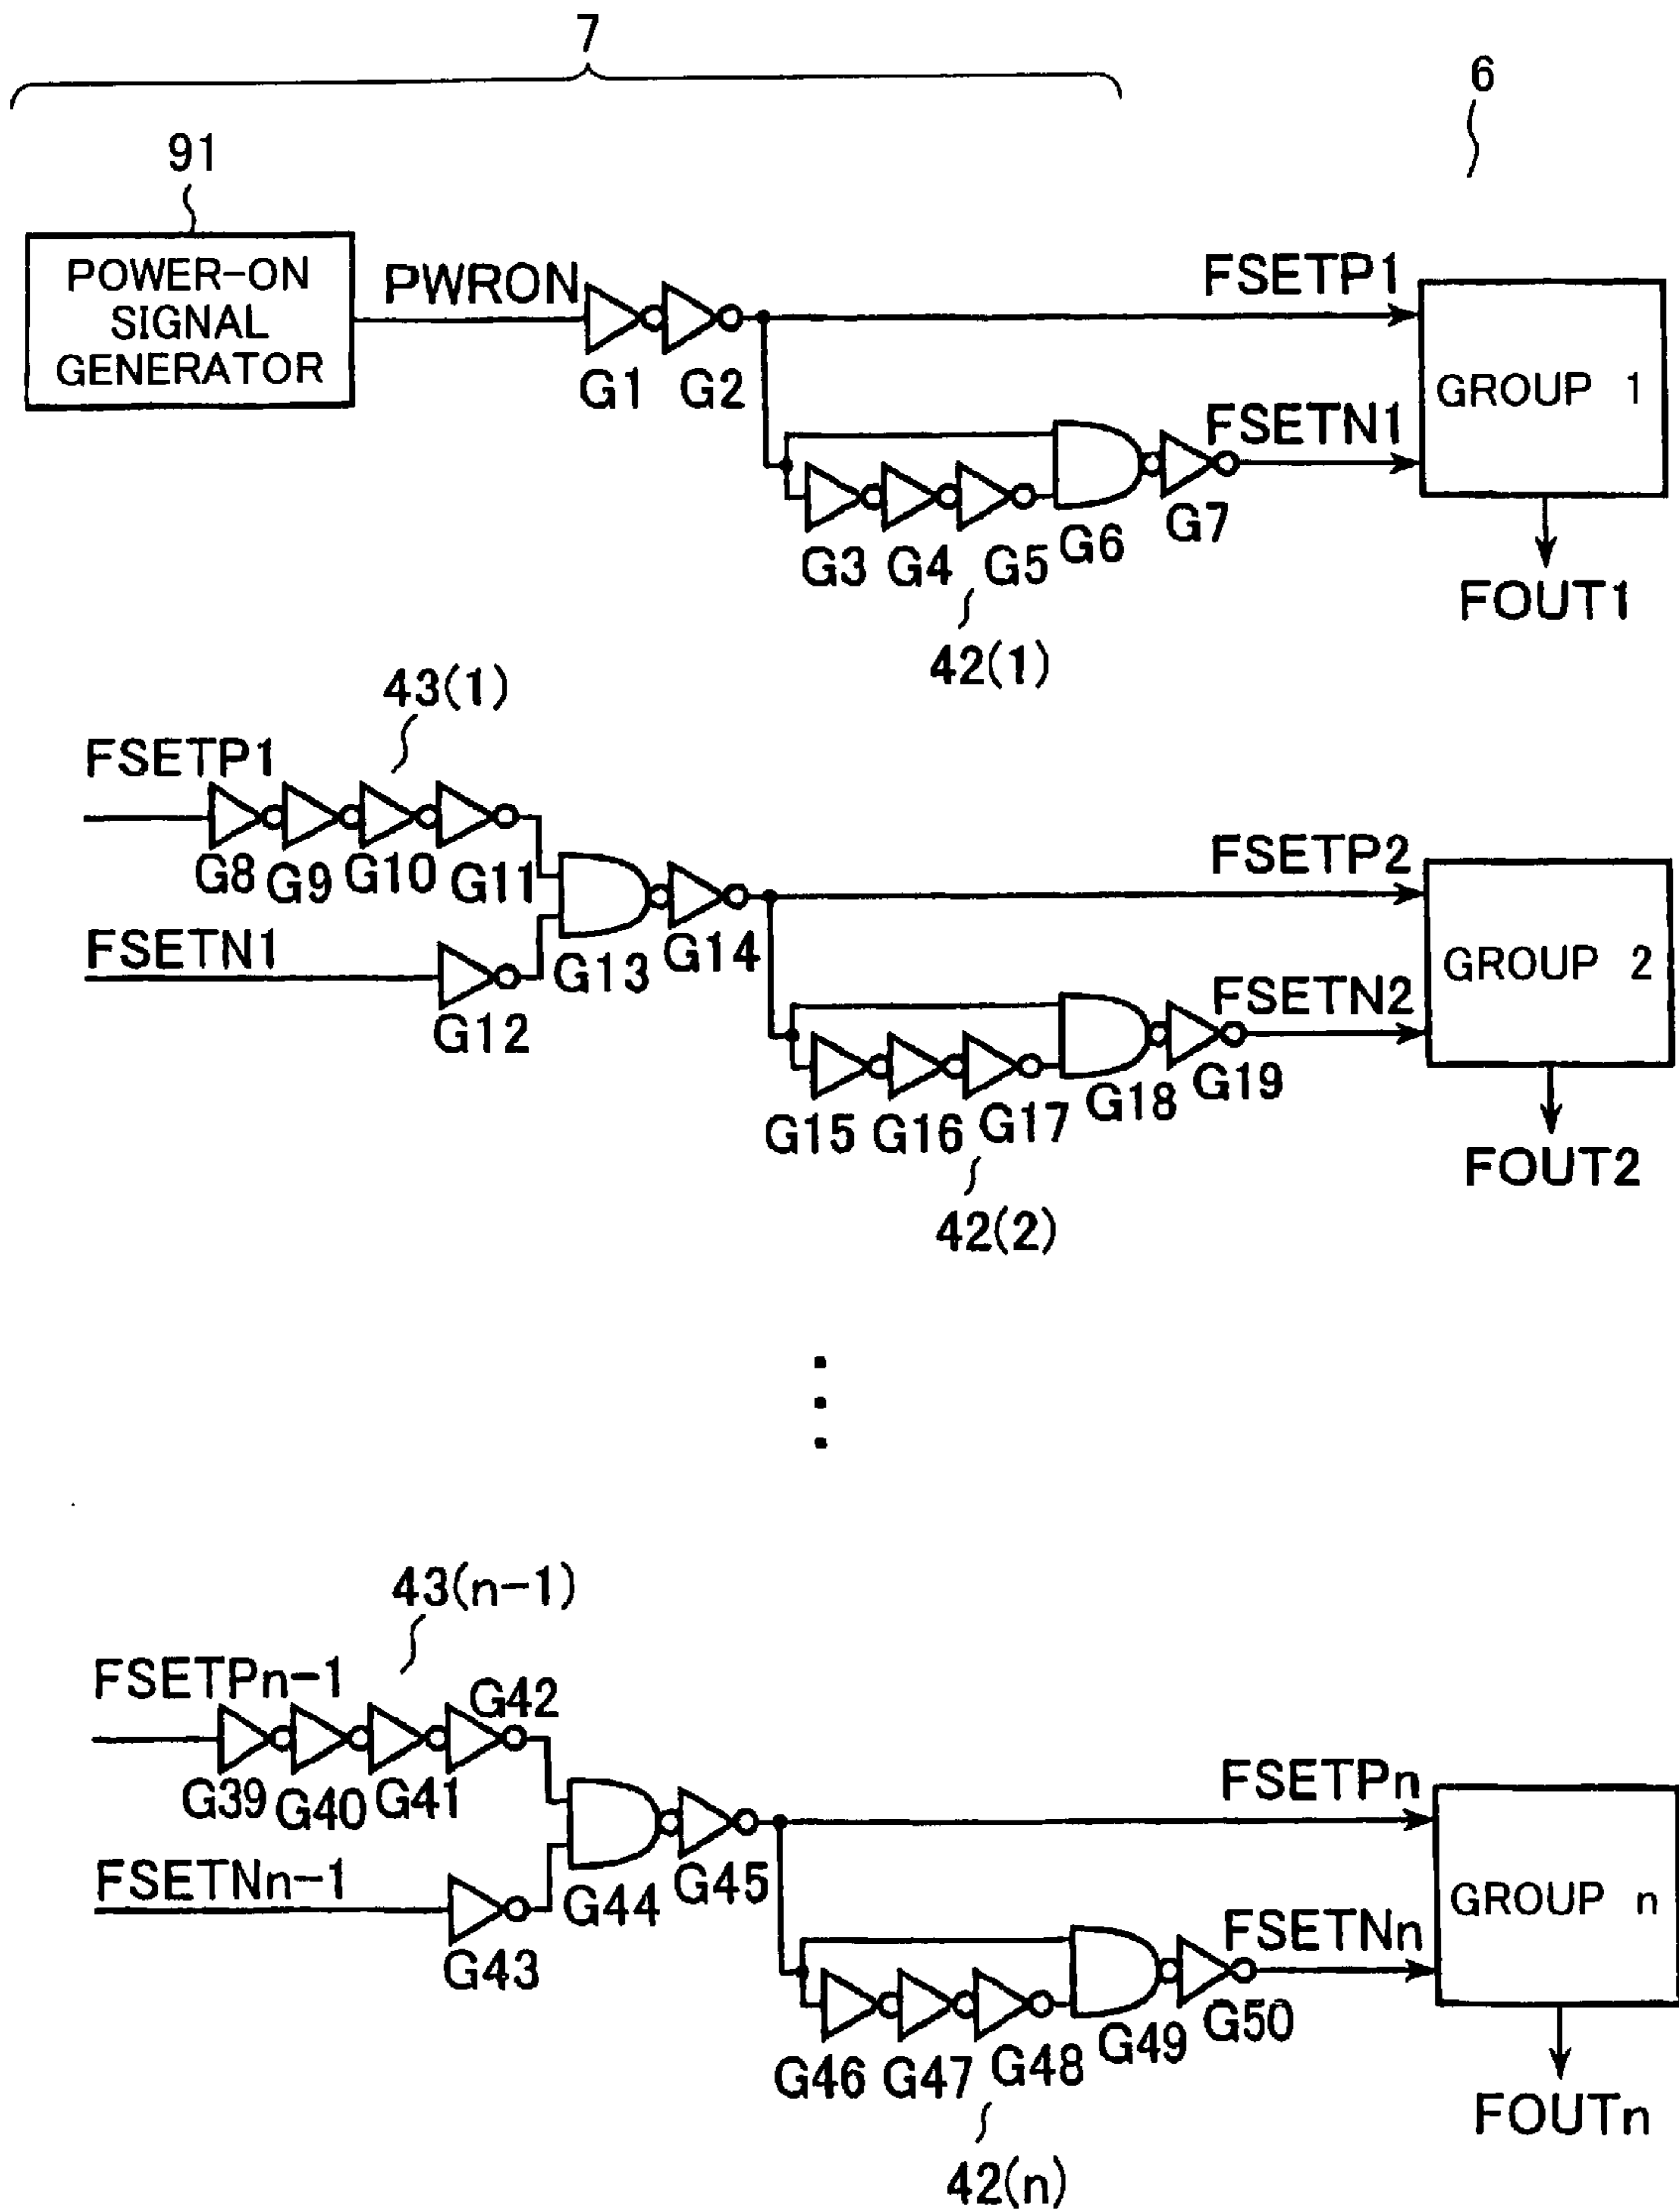 7
6
91
POWER-ON
SIGNAL
GENERATOR
PWRON
G1
G2
FSETP1
GROUP 1
FSETN1
G3
G4
G5
G6
G7
FOUT1
42(1)
43(1)
FSETP1
G8
G9
G10
G11
FSETN1
G12
G13
G14
FSETP2
GROUP 2
FSETN2
G15
G16
G17
G18
G19
FOUT2
42(2)
43(n-1)
FSETPn-1
G39
G40
G41
G42
FSETNn-1
G43
G44
G45
FSETPn
GROUP n
FSETNn
G46
G47
G48
G49
G50
FOUTn
42(n)